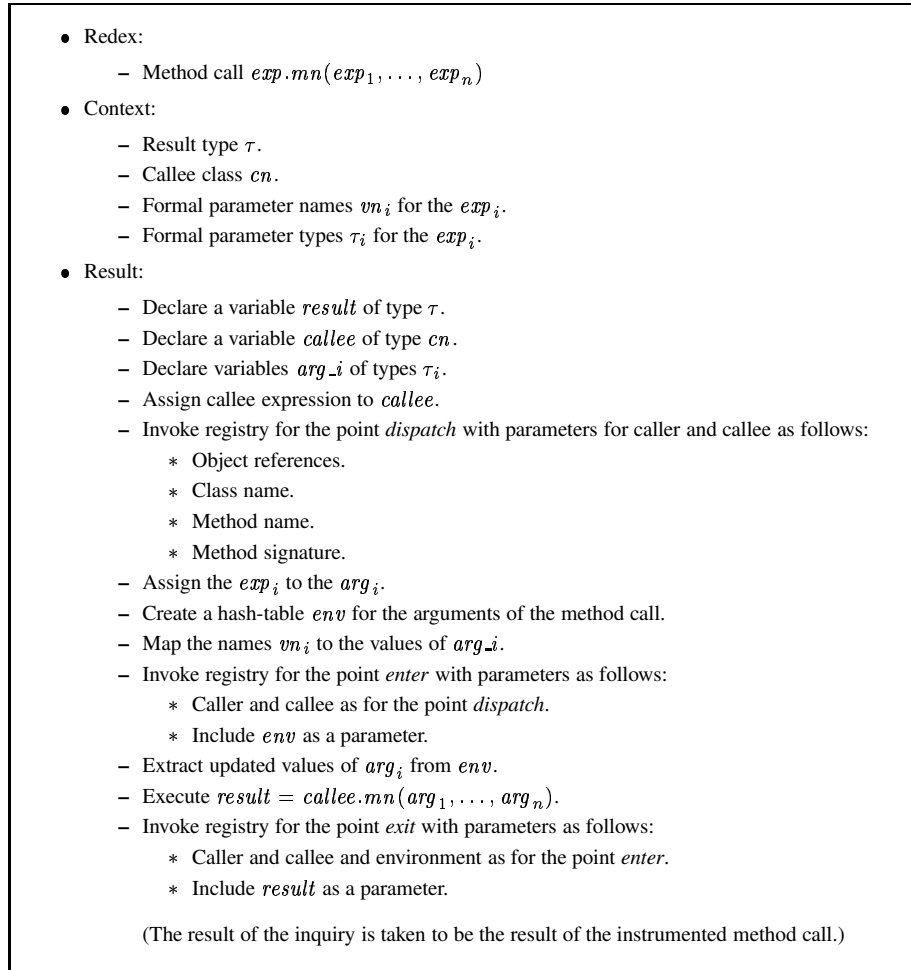 • Redex:
– Method call exp.mn(exp₁, ..., expₙ)
• Context:
– Result type τ.
– Callee class cn.
– Formal parameter names vnᵢ for the expᵢ.
– Formal parameter types τᵢ for the expᵢ.
• Result:
– Declare a variable result of type τ.
– Declare a variable callee of type cn.
– Declare variables arg_i of types τᵢ.
– Assign callee expression to callee.
– Invoke registry for the point dispatch with parameters for caller and callee as follows:
* Object references.
* Class name.
* Method name.
* Method signature.
– Assign the expᵢ to the argᵢ.
– Create a hash-table env for the arguments of the method call.
– Map the names vnᵢ to the values of arg_i.
– Invoke registry for the point enter with parameters as follows:
* Caller and callee as for the point dispatch.
* Include env as a parameter.
– Extract updated values of argᵢ from env.
– Execute result = callee.mn(arg₁, ..., argₙ).
– Invoke registry for the point exit with parameters as follows:
* Caller and callee and environment as for the point enter.
* Include result as a parameter.
(The result of the inquiry is taken to be the result of the instrumented method call.)